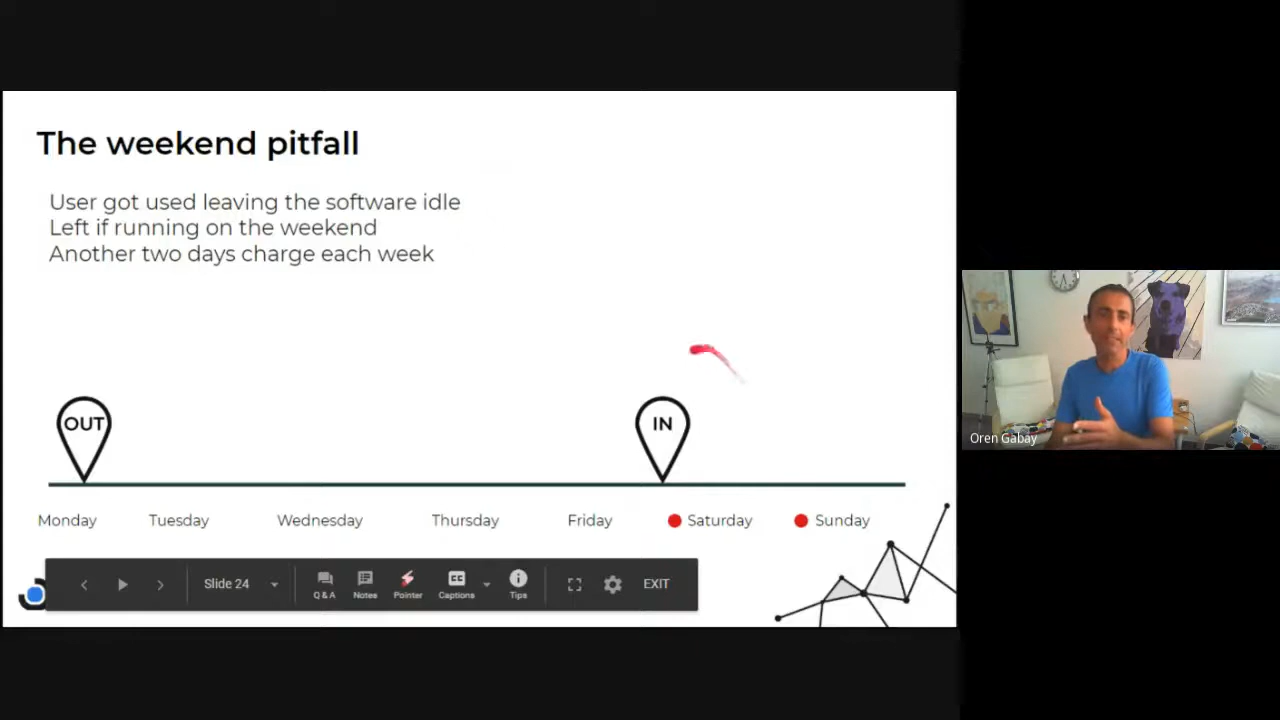 The weekend pitfall
User got used leaving the software idle
Left if running on the weekend
Another two days charge each week
OUT
IN
Monday Tuesday Wednesday Thursday Friday Saturday Sunday
Slide 24
Q & A Notes Pointer CC Captions Tips EXIT
Oren Gabay